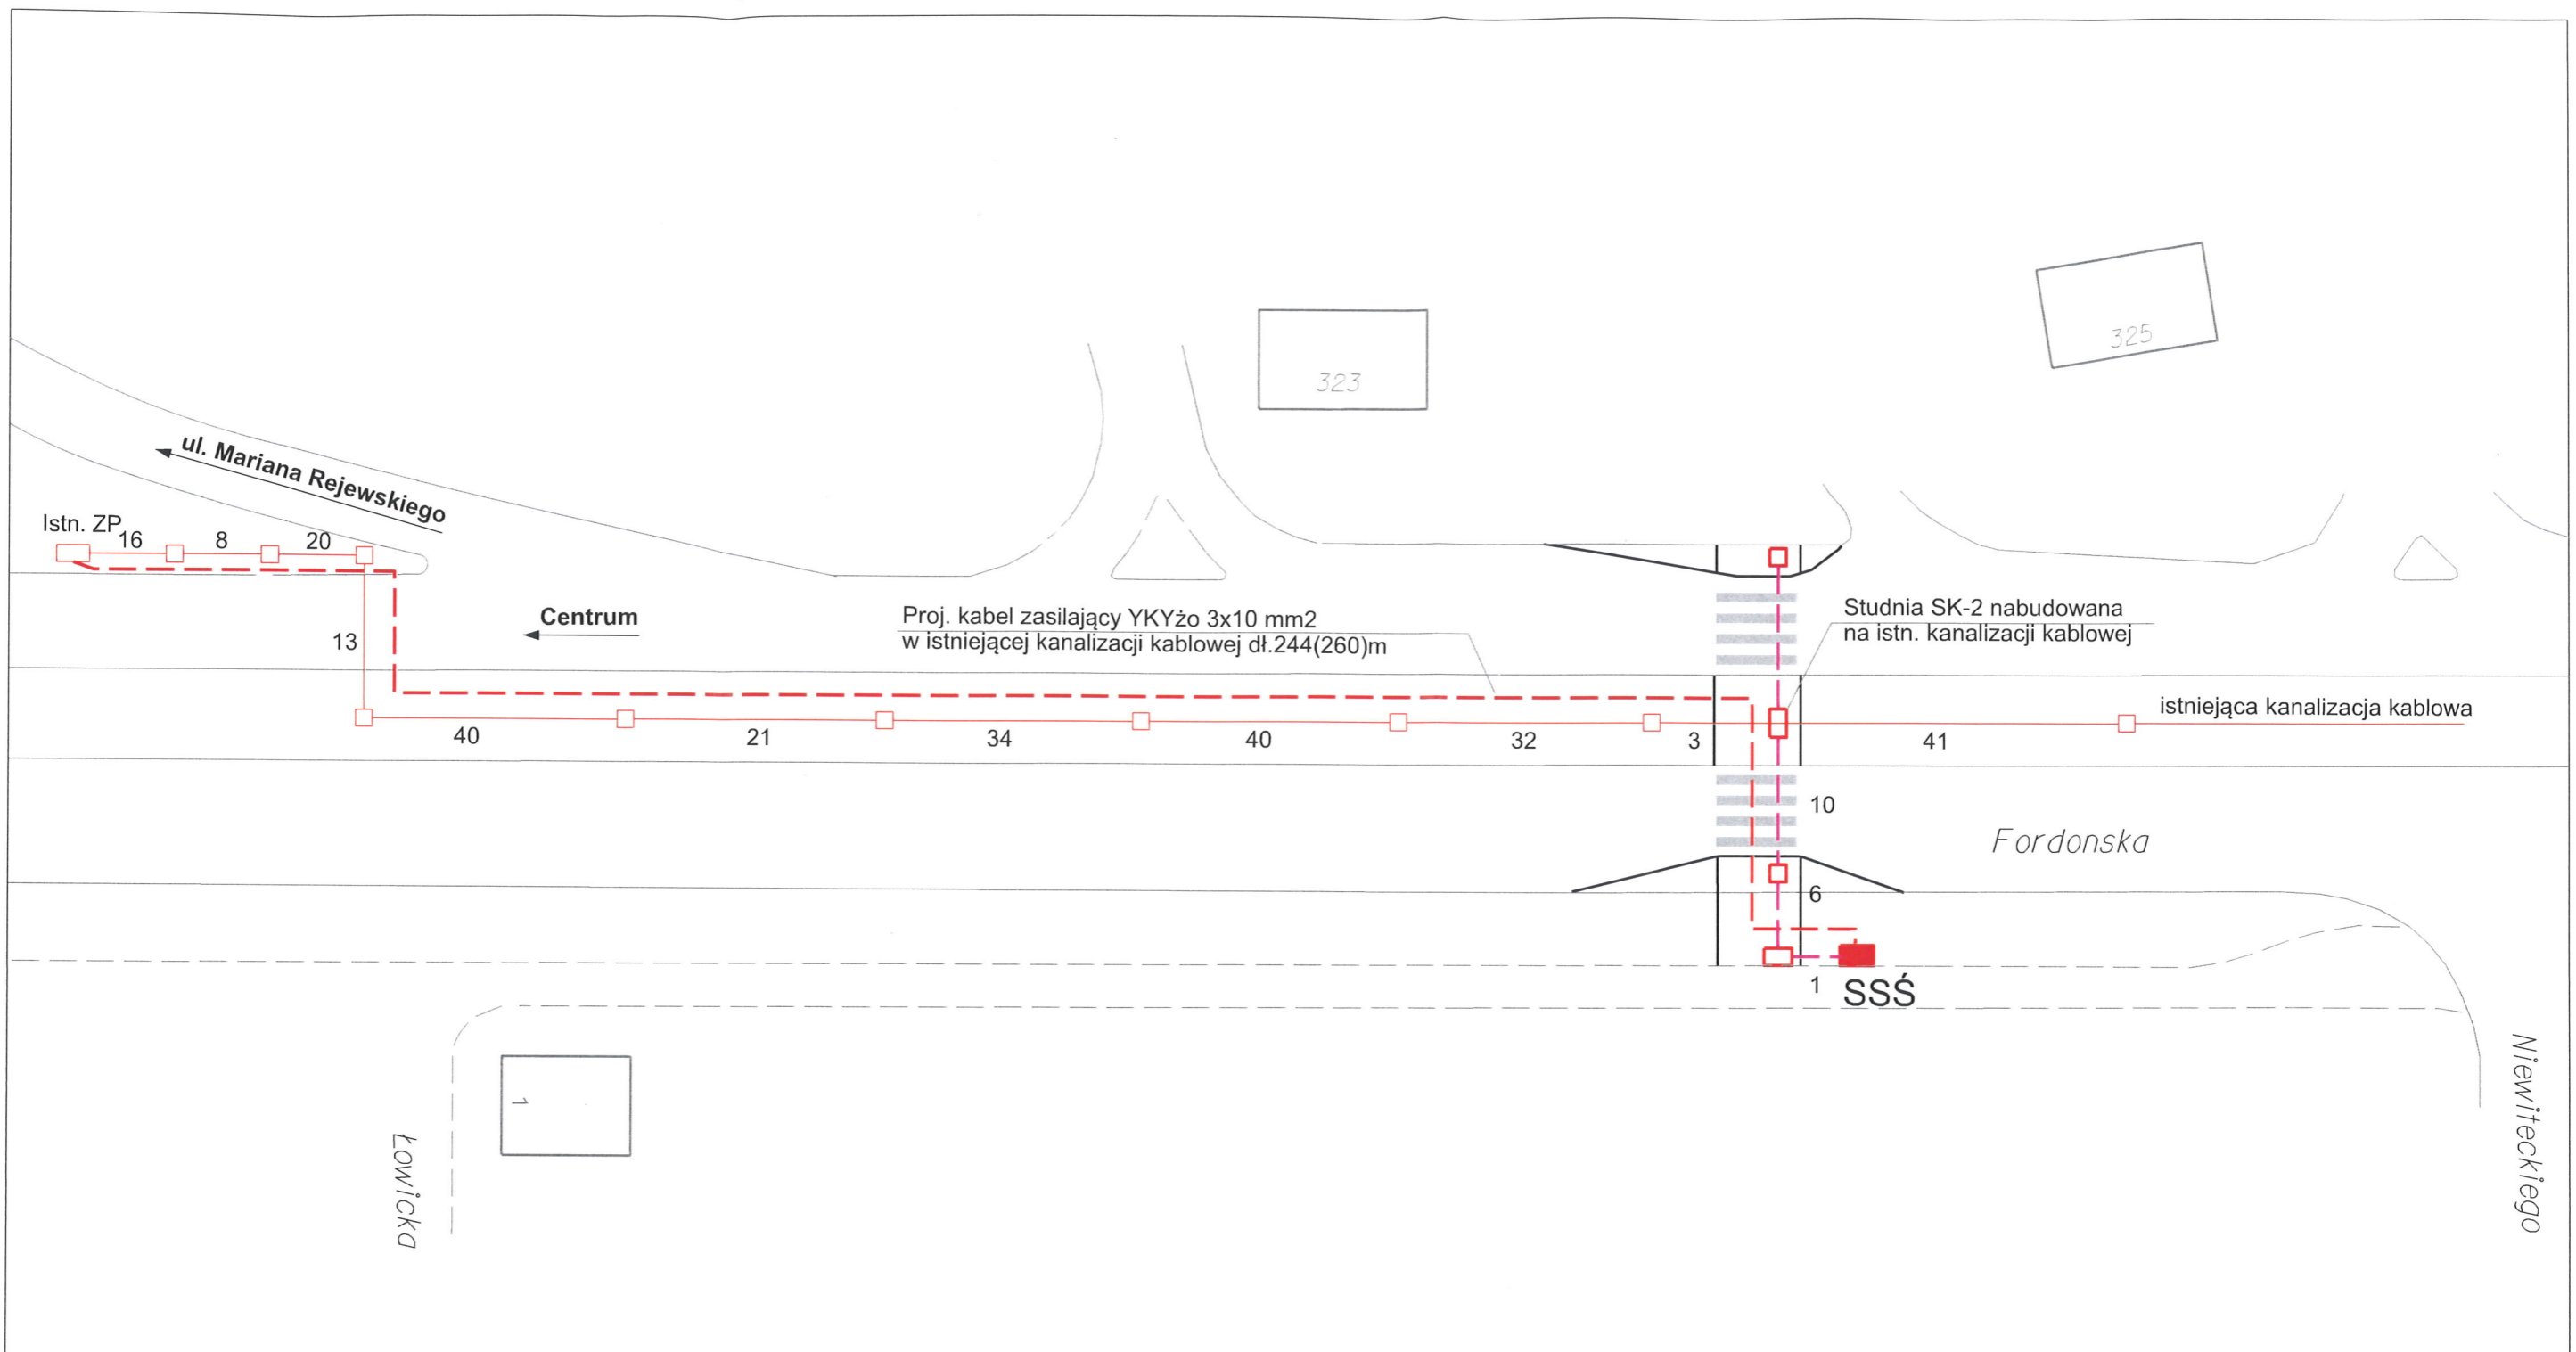 325
323
ul. Mariana Rejewskiego
Istn. ZP
16
8
20
13
Centrum
Proj. kabel zasilający YKYżo 3x10 mm2
w istniejącej kanalizacji kablowej dł.244(260)m
Studnia SK-2 nabudowana
na istn. kanalizacji kablowej
istniejąca kanalizacja kablowa
40
21
34
40
32
3
41
10
Fordonska
6
1
SSŚ
1
Łowicka
Niewiteckiego